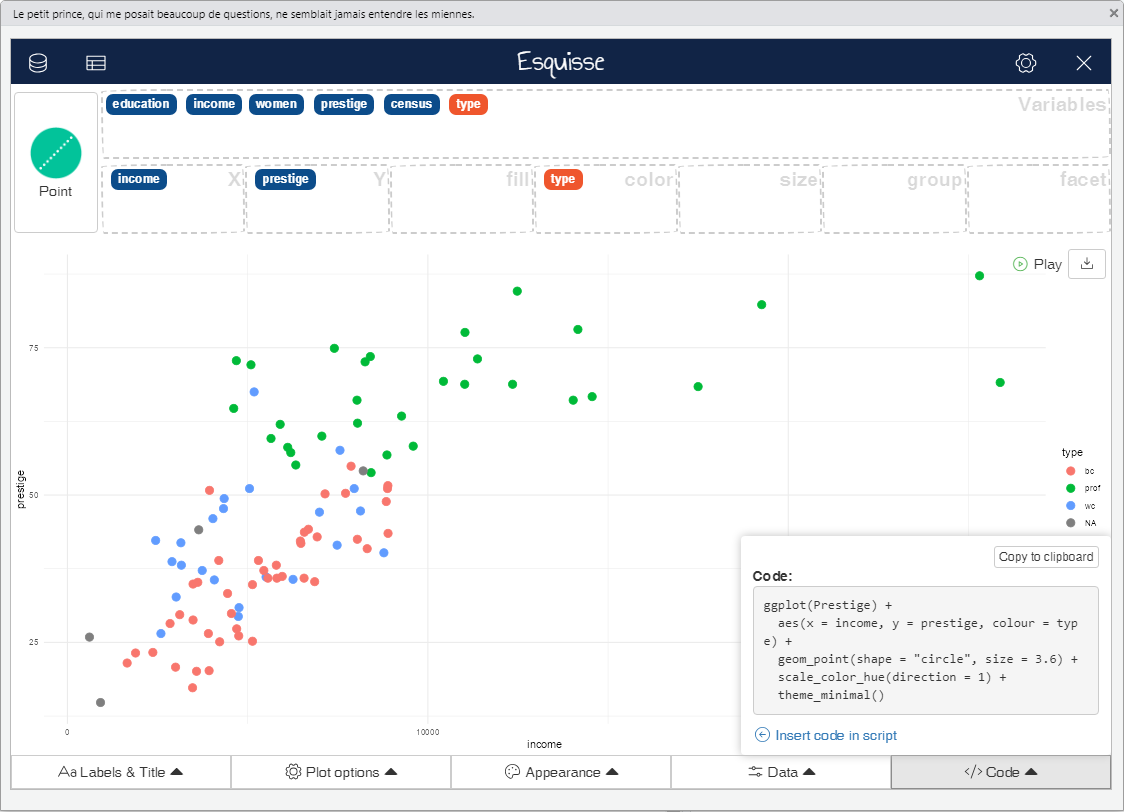 Le petit prince, qui me posait beaucoup de questions, ne semblait jamais entendre les miennes.
Esquisse
education income women prestige census type Variables
Point
income X prestige Y fill type color size group facet
Play
75
50
25
prestige
0 10000
income
type
bc
prof
wc
NA
Copy to clipboard
Code:
ggplot(Prestige) +
aes(x = income, y = prestige, colour = typ
e) +
geom_point(shape = "circle", size = 3.6) +
scale_color_hue(direction = 1) +
theme_minimal()
Insert code in script
Aa Labels & Title Plot options Appearance Data </> Code